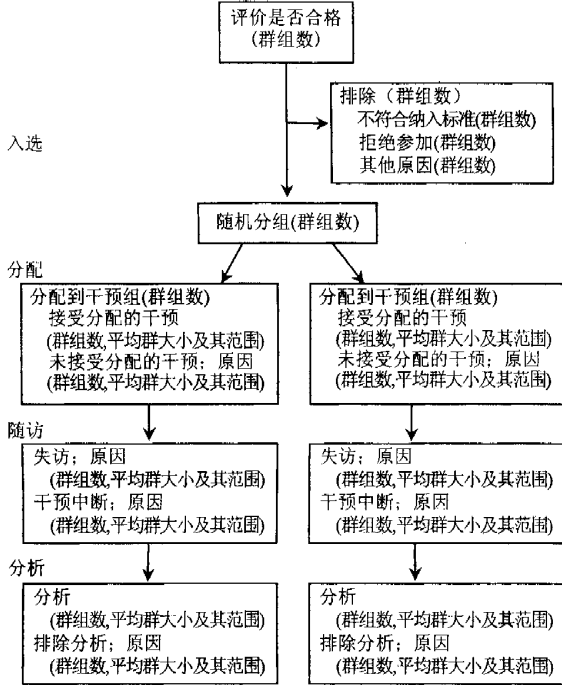 评价是否合格
(群组数)
排除（群组数）
不符合纳入标准(群组数)
拒绝参加(群组数)
其他原因(群组数)
入选
随机分组(群组数)
分配
分配到干预组(群组数)
接受分配的干预
(群组数,平均群大小及其范围)
未接受分配的干预；原因
(群组数,平均群大小及其范围)
分配到干预组(群组数)
接受分配的干预
(群组数,平均群大小及其范围)
未接受分配的干预；原因
(群组数,平均群大小及其范围)
随访
失访；原因
(群组数,平均群大小及其范围)
干预中断；原因
(群组数,平均群大小及其范围)
失访；原因
(群组数,平均群大小及其范围)
干预中断；原因
(群组数,平均群大小及其范围)
分析
分析
(群组数,平均群大小及其范围)
排除分析；原因
(群组数,平均群大小及其范围)
分析
(群组数,平均群大小及其范围)
排除分析；原因
(群组数,平均群大小及其范围)